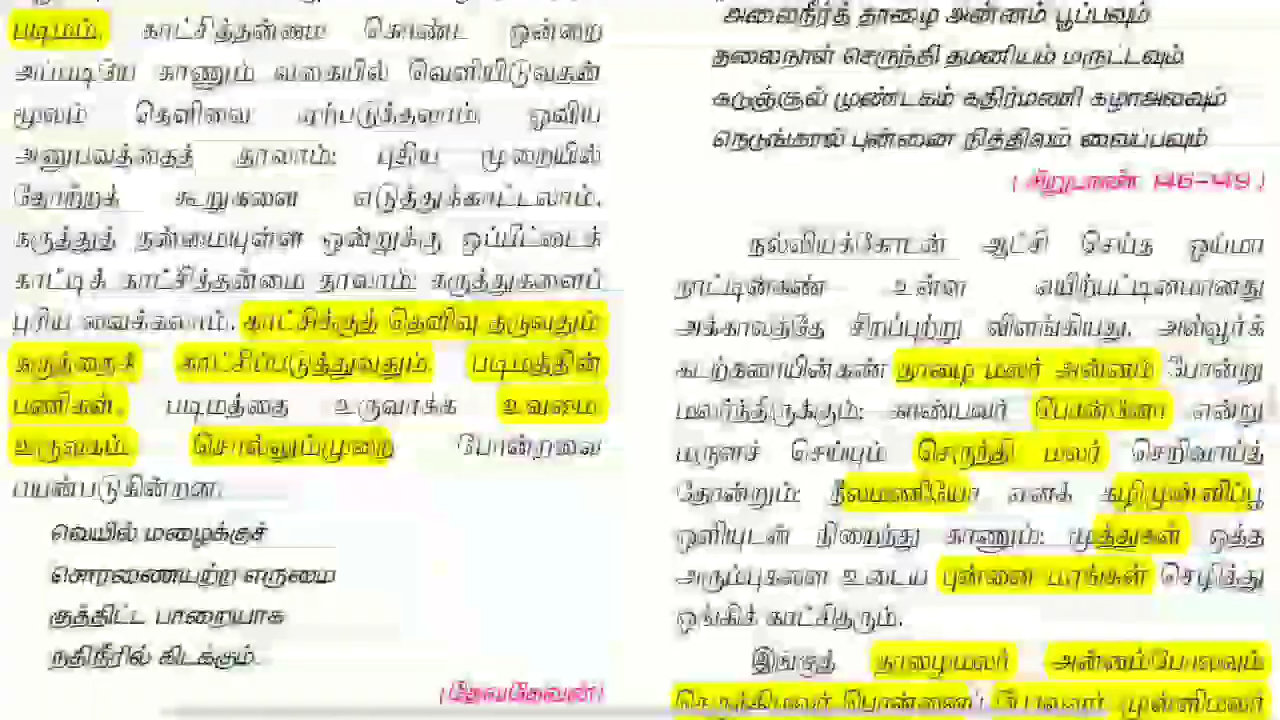 படிமம். காட்சித்தன்மை கொண்ட ஒன்றை
அப்படியே காணும் வகையில் வெளியிடுவதன்
மூலம் தெளிவை ஏற்படுத்தலாம். ஓவிய
அனுபவத்தைத் தரலாம்; புதிய முறையில்
தோற்றக் கூறுகளை எடுத்துக்காட்டலாம்.
கருத்துத் தன்மையுள்ள ஒன்றுக்கு ஒப்பீட்டைக்
காட்டிக் காட்சித்தன்மை தரலாம்; கருத்துகளைப்
புரிய வைக்கலாம். காட்சிக்குத் தெளிவு தருவதும்
கருத்தைக் காட்சிப்படுத்துவதும் படிமத்தின்
பணிகள். படிமத்தை உருவாக்க உவமை
உருவகம், சொல்லும்முறை போன்றவை
பயன்படுகின்றன.
வெயில் மழைக்குச்
சொரணையற்ற எருமை
குத்திட்ட பாறையாக
நதிநீரில் கிடக்கும்.
(தேவதேவன்)
அலைநீர்த் தாழை அன்னம் பூப்பவும்
தலைநாள் செருந்தி தமனியம் மருட்டவும்
கடுஞ்சூல் முண்டகம் கதிர்மணி கழாஅலவும்
நெடுங்கால் புன்னை நித்திலம் வைப்பவும்
(சிறுபாண் 146-149)
நல்லியக்கோடன் ஆட்சி செய்த ஒய்மா
நாட்டின்கண் உள்ள எயிற்பட்டினமானது
அக்காலத்தே சிறப்புற்று விளங்கியது. அவ்வூர்க்
கடற்கரையின்கண் தாழை மலர் அன்னம் போன்று
மலர்ந்திருக்கும்; காண்பவர் பொன்னோ என்று
மருளச் செய்யும் செருந்தி மலர் செறிவாய்த்
தோன்றும்; நீலமணியோ எனக் கழிமுள்ளிப்பூ
ஒளியுடன் நிறைந்து காணும்; முத்துகள் ஒத்த
அரும்புகளை உடைய புன்னை மரங்கள் செழித்து
ஓங்கிக் காட்சிதரும்.
இங்குத் தாழைமலர் அன்னம்போலவும்
செருந்திமலர் பொன்னைப் போலவும் முள்ளிமலர்